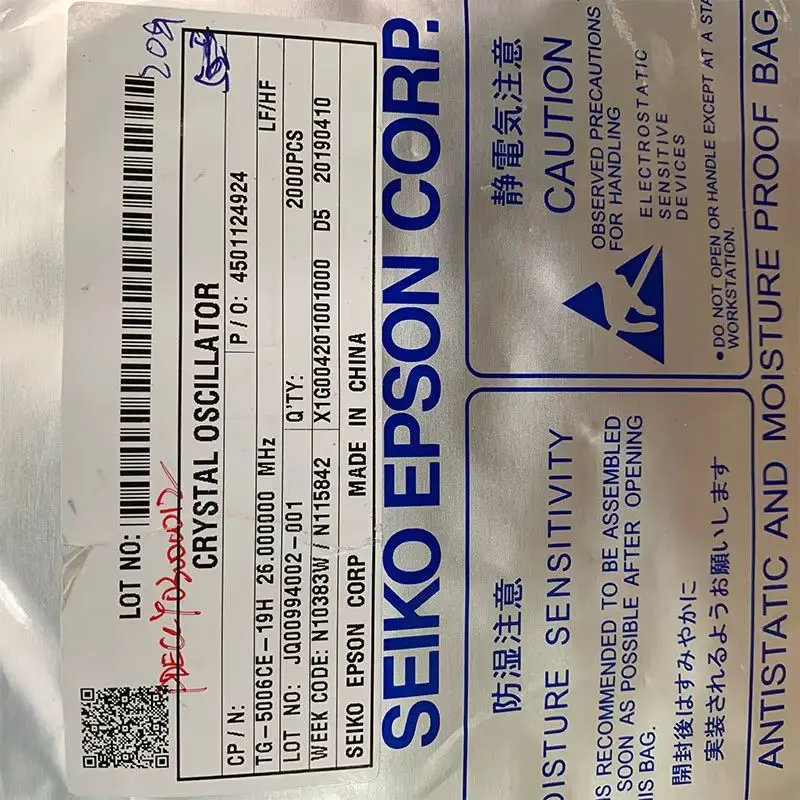 LOT NO:
CRYSTAL OSCILLATOR
CP / N: P / O: 4501124924
TG-5006CE-19H 26.000000 MHz LF/HF
LOT NO: JQ00994002-001 Q'TY: 2000PCS
WEEK CODE: N10383W / N115842 X1G004201001000 D5 20190410
SEIKO EPSON CORP MADE IN CHINA
SEIKO EPSON CORP.
静電気注意
CAUTION
OBSERVED PRECAUTIONS
FOR HANDLING
ELECTROSTATIC
SENSITIVE
DEVICES
•DO NOT OPEN OR HANDLE EXCEPT AT A
WORKSTATION.
防湿注意
SENSITIVITY
RECOMMENDED TO BE ASSEMBLED
SOON AS POSSIBLE AFTER OPENING
BAG.
開封後はすみやかに
実装されるようお願いします
ANTISTATIC AND MOISTURE PROOF BAG